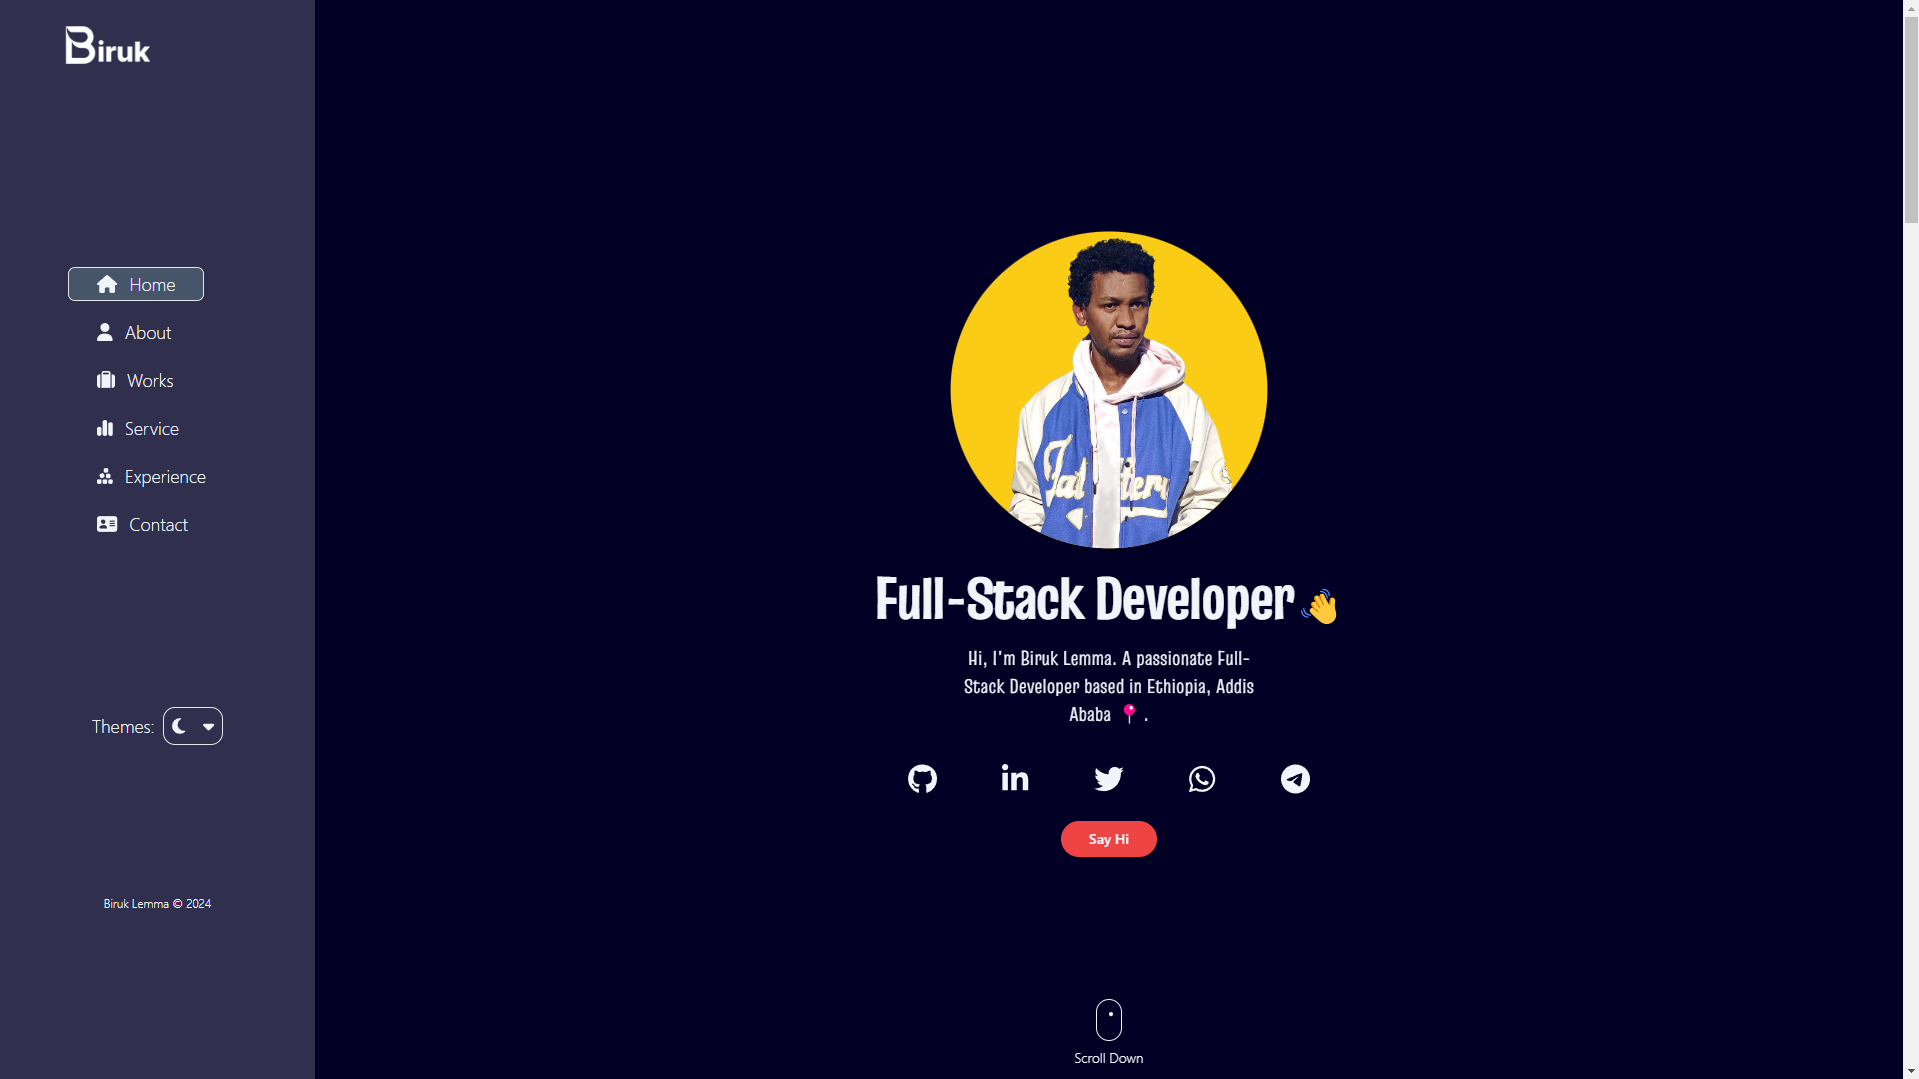 Biruk
Home
About
Works
Service
Experience
Contact
Themes:
Biruk Lemma © 2024
Full-Stack Developer 👋
Hi, I'm Biruk Lemma. A passionate Full-
Stack Developer based in Ethiopia, Addis
Ababa 📍 .
Say Hi
Scroll Down